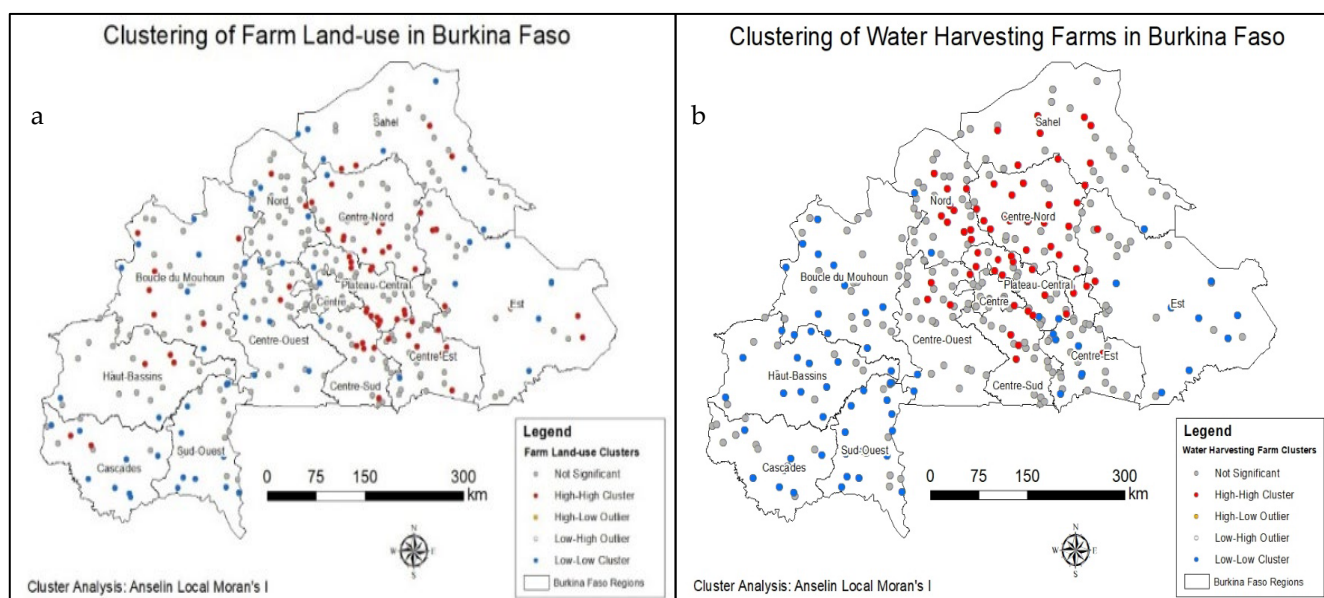 Clustering of Farm Land-use in Burkina Faso
a
Sahel
Nord
Centre-Nord
Boucle du Mouhoun
Plateau-Central
Centre
Est
Centre-Ouest
Centre-Est
Haut-Bassins
Centre-Sud
Sud-Ouest
Cascades
0 75 150 300
km
N
W E
S
Legend
Farm Land-use Clusters
Not Significant
High-High Cluster
High-Low Outlier
Low-High Outlier
Low-Low Cluster
Burkina Faso Regions
Cluster Analysis: Anselin Local Moran's I
Clustering of Water Harvesting Farms in Burkina Faso
b
Sahel
Nord
Centre-Nord
Boucle du Mouhoun
Plateau-Central
Centre
Est
Centre-Ouest
Centre-Est
Haut-Bassins
Centre-Sud
Sud-Ouest
Cascades
0 75 150 300
km
N
W E
S
Legend
Water Harvesting Farm Clusters
Not Significant
High-High Cluster
High-Low Outlier
Low-High Outlier
Low-Low Cluster
Burkina Faso Regions
Cluster Analysis: Anselin Local Moran's I